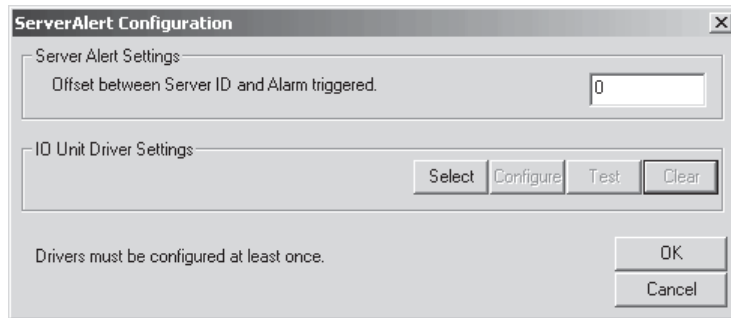 ServerAlert Configuration
Server Alert Settings
Offset between Server ID and Alarm triggered.
0
IO Unit Driver Settings
Select
Configure
Test
Clear
Drivers must be configured at least once.
OK
Cancel